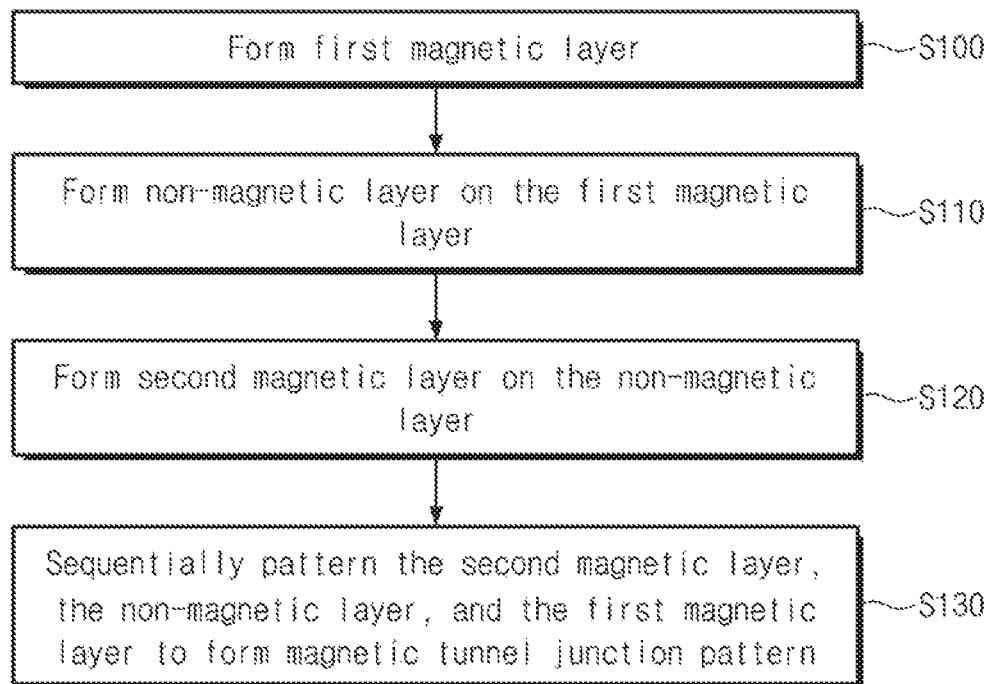 Form first magnetic layer
S100
Form non-magnetic layer on the first magnetic
layer
S110
Form second magnetic layer on the non-magnetic
layer
S120
Sequentially pattern the second magnetic layer,
the non-magnetic layer, and the first magnetic
layer to form magnetic tunnel junction pattern
S130